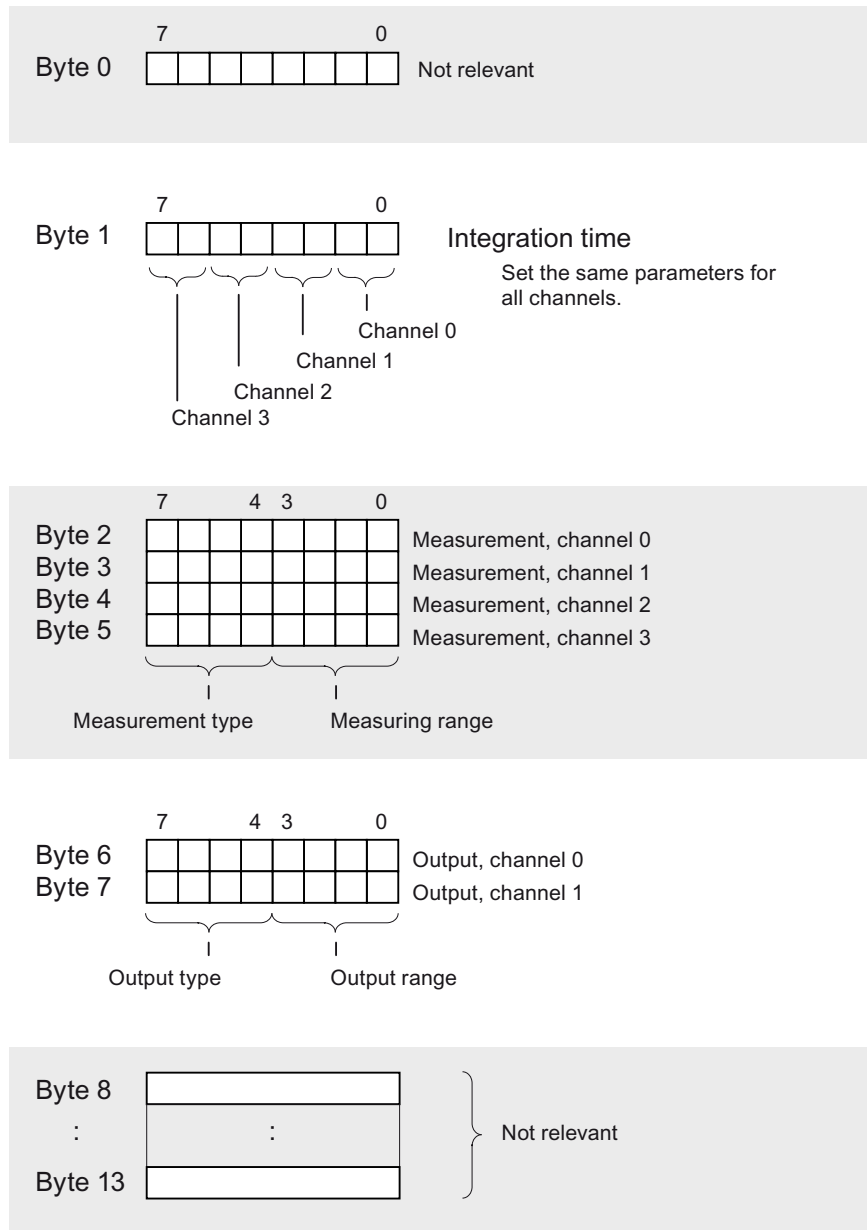 7 0
Byte 0 Not relevant
7 0
Byte 1 Integration time
Set the same parameters for
all channels.
Channel 0
Channel 1
Channel 2
Channel 3
7 4 3 0
Byte 2 Measurement, channel 0
Byte 3 Measurement, channel 1
Byte 4 Measurement, channel 2
Byte 5 Measurement, channel 3
Measurement type Measuring range
7 4 3 0
Byte 6 Output, channel 0
Byte 7 Output, channel 1
Output type Output range
Byte 8
: : Not relevant
Byte 13